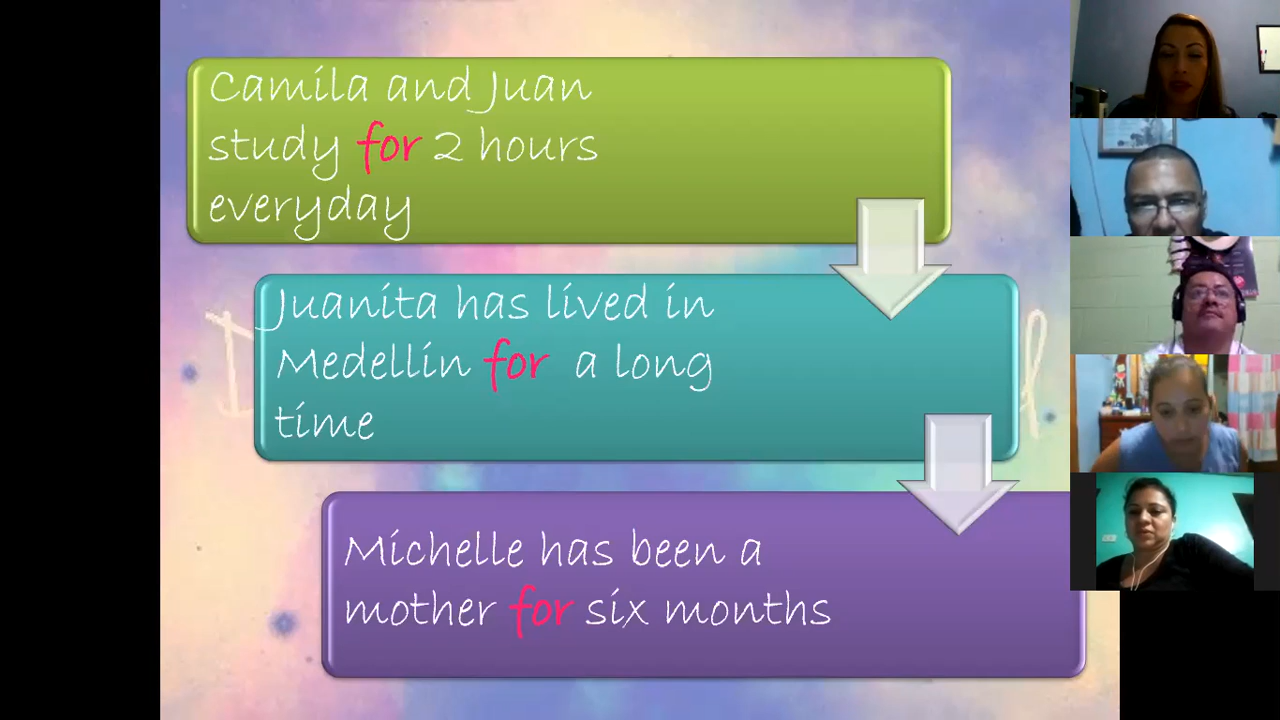 Camila and Juan
study for 2 hours
everyday
Juanita has lived in
Medellín for a long
time
Michelle has been a
mother for six months